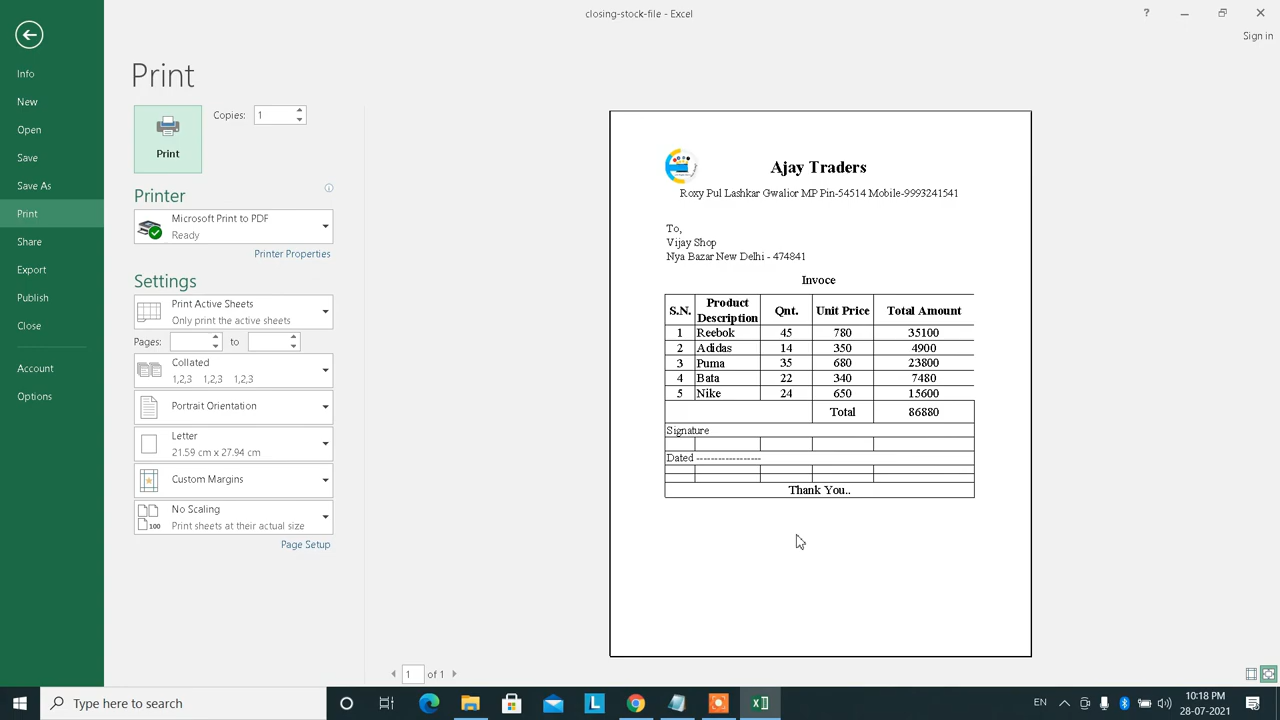 closing-stock-file - Excel
?
Sign in
Info
New
Open
Save
Save As
Print
Share
Export
Publish
Close
Account
Options
Print
Print
Copies: 1
Printer
Microsoft Print to PDF
Ready
Printer Properties
Settings
Print Active Sheets
Only print the active sheets
Pages: to
Collated
1,2,3 1,2,3 1,2,3
Portrait Orientation
Letter
21.59 cm x 27.94 cm
Custom Margins
No Scaling
100 Print sheets at their actual size
Page Setup
Ajay Traders
Roxy Pul Lashkar Gwalior MP Pin-54514 Mobile-9993241541
To,
Vijay Shop
Nya Bazar New Delhi - 474841
Invoce
S.N. Product Description Qnt. Unit Price Total Amount
1 Reebok 45 780 35100
2 Adidas 14 350 4900
3 Puma 35 680 23800
4 Bata 22 340 7480
5 Nike 24 650 15600
Total 86880
Signature
Dated -----------------
Thank You..
1 of 1
Type here to search
L
EN
10:18 PM
28-07-2021